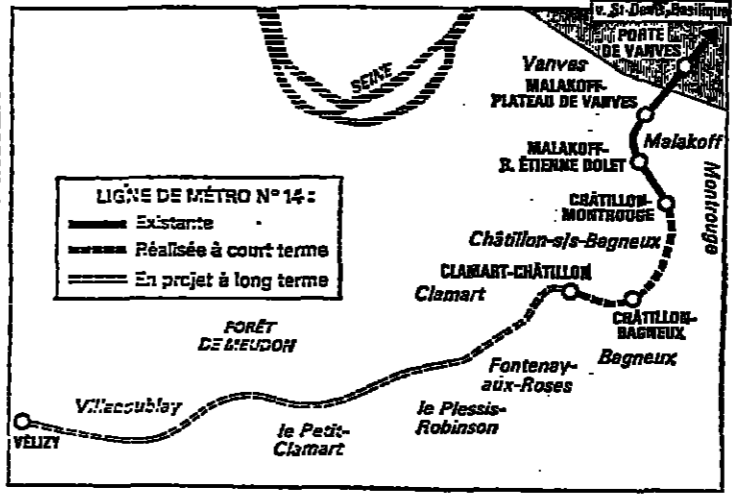 v. St-Denis, Basilique
PORTE
DE VANVES
Vanves
SEINE
MALAKOFF-
PLATEAU DE VANVES
Malakoff
MALAKOFF-
R. ÉTIENNE DOLET
Montrouge
LIGNE DE MÉTRO N° 14 :
Existante
Réalisée à court terme
En projet à long terme
CHÂTILLON-
MONTROUGE
Châtillon-s/s-Bagneux
CLAMART-CHÂTILLON
Clamart
CHÂTILLON-
BAGNEUX
FORÊT
DE MEUDON
Bagneux
Fontenay-
aux-Roses
Villacoublay
le Plessis-
Robinson
le Petit-
Clamart
VÉLIZY